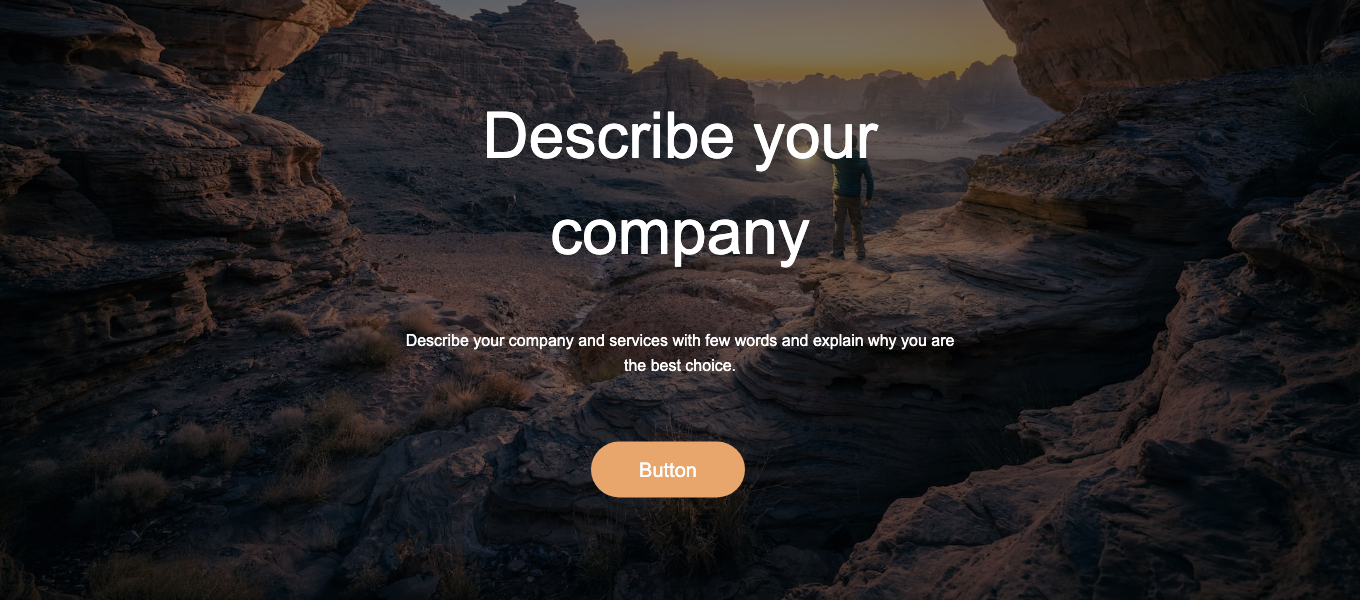 Describe your
company
Describe your company and services with few words and explain why you are
the best choice.
Button